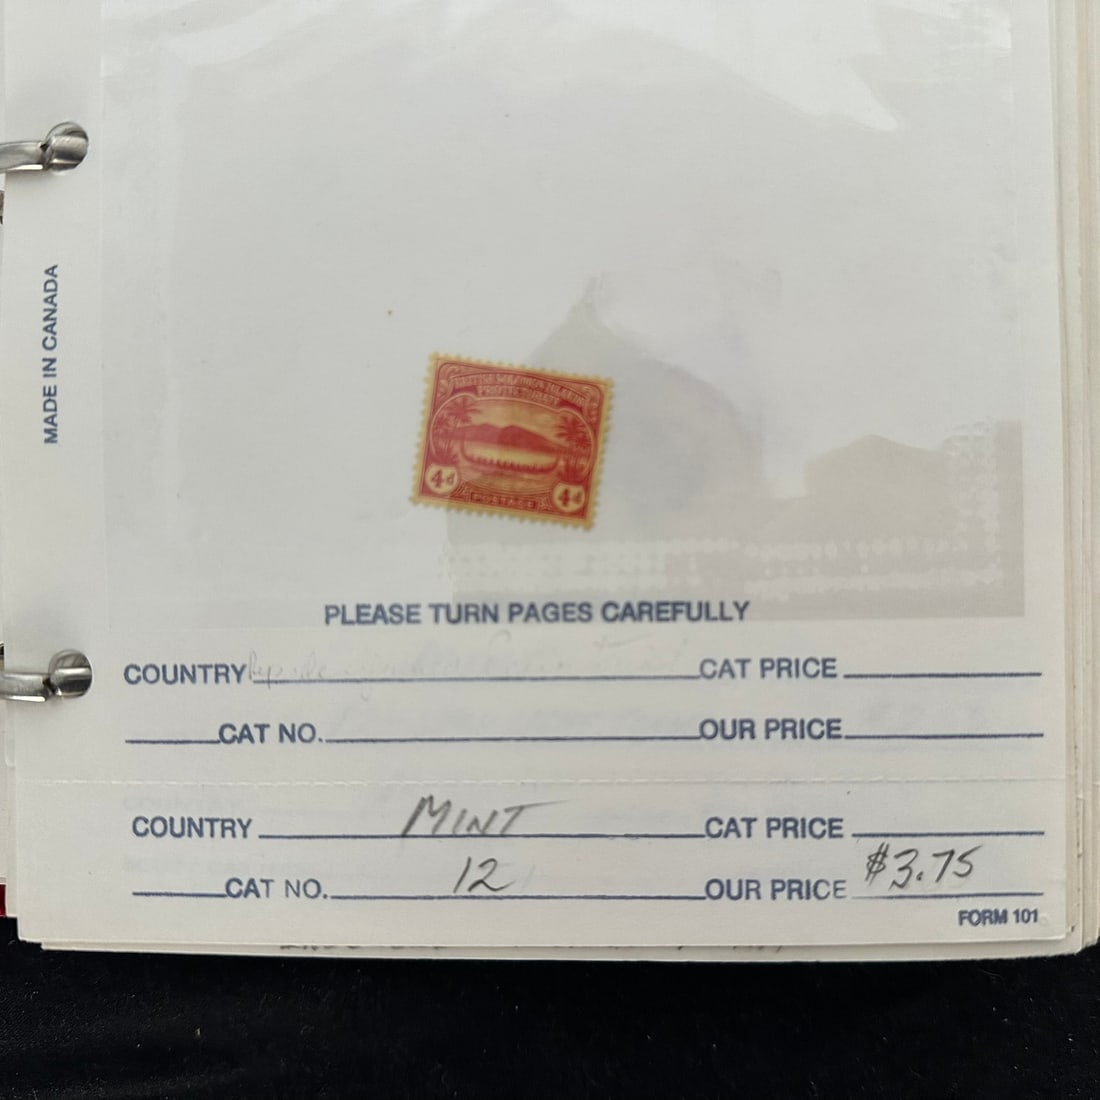 MADE IN CANADA
BRITISH SOLOMON ISLANDS
PROTECTORATE
4d 4d
POSTAGE
PLEASE TURN PAGES CAREFULLY
COUNTRY CAT PRICE
CAT NO. OUR PRICE
COUNTRY MINT CAT PRICE
CAT NO. 12 OUR PRICE $3.75
FORM 101